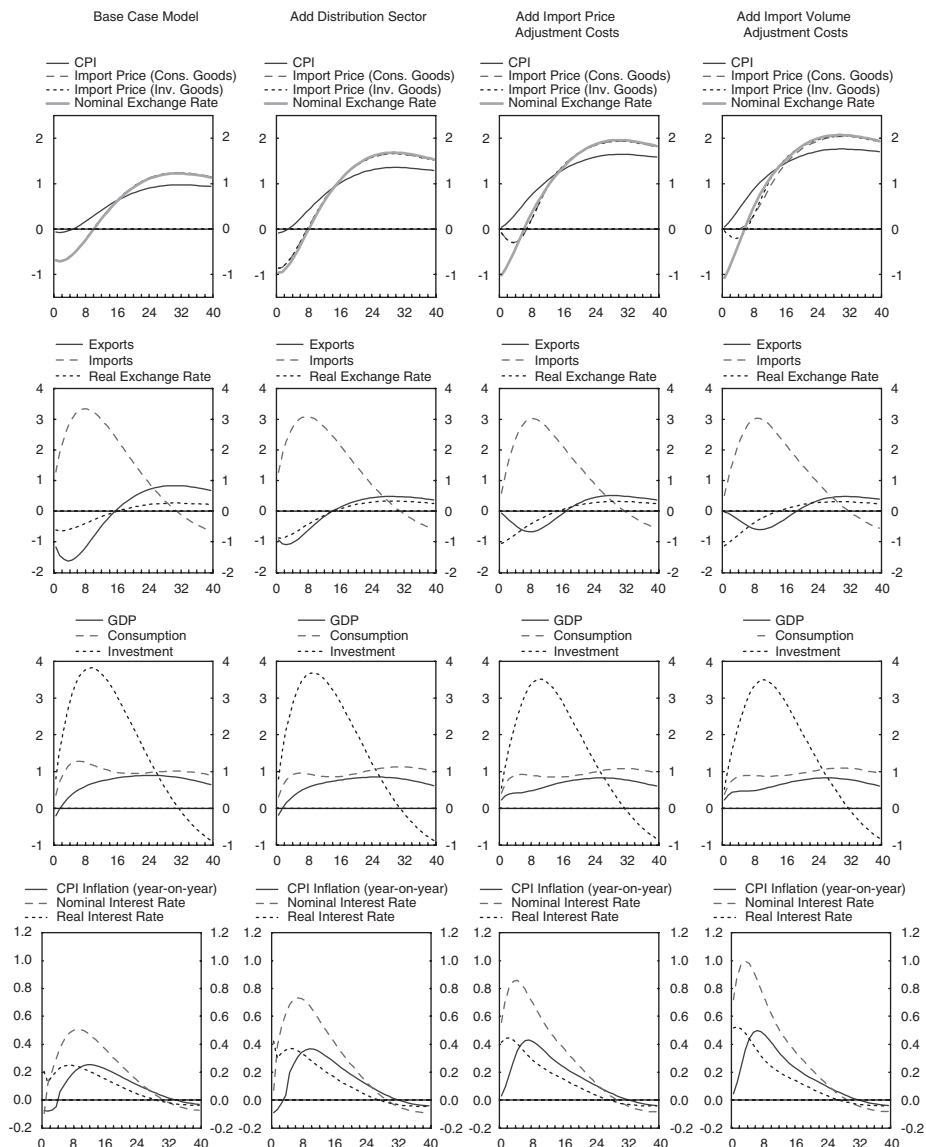 Base Case Model
Add Distribution Sector
Add Import Price
Adjustment Costs
Add Import Volume
Adjustment Costs
CPI
Import Price (Cons. Goods)
Import Price (Inv. Goods)
Nominal Exchange Rate
CPI
Import Price (Cons. Goods)
Import Price (Inv. Goods)
Nominal Exchange Rate
CPI
Import Price (Cons. Goods)
Import Price (Inv. Goods)
Nominal Exchange Rate
CPI
Import Price (Cons. Goods)
Import Price (Inv. Goods)
Nominal Exchange Rate
2 2 2 2 2 2 2 2
1 1 1 1 1 1 1 1
0 0 0 0 0 0 0 0
-1 -1 -1 -1 -1 -1 -1 -1
0 8 16 24 32 40 0 8 16 24 32 40 0 8 16 24 32 40 0 8 16 24 32 40
Exports
Imports
Real Exchange Rate
Exports
Imports
Real Exchange Rate
Exports
Imports
Real Exchange Rate
Exports
Imports
Real Exchange Rate
4 4 4 4 4 4 4 4
3 3 3 3 3 3 3 3
2 2 2 2 2 2 2 2
1 1 1 1 1 1 1 1
0 0 0 0 0 0 0 0
-1 -1 -1 -1 -1 -1 -1 -1
-2 -2 -2 -2 -2 -2 -2 -2
0 8 16 24 32 40 0 8 16 24 32 40 0 8 16 24 32 40 0 8 16 24 32 40
GDP
Consumption
Investment
GDP
Consumption
Investment
GDP
Consumption
Investment
GDP
Consumption
Investment
4 4 4 4 4 4 4 4
3 3 3 3 3 3 3 3
2 2 2 2 2 2 2 2
1 1 1 1 1 1 1 1
0 0 0 0 0 0 0 0
-1 -1 -1 -1 -1 -1 -1 -1
0 8 16 24 32 40 0 8 16 24 32 40 0 8 16 24 32 40 0 8 16 24 32 40
CPI Inflation (year-on-year)
Nominal Interest Rate
Real Interest Rate
CPI Inflation (year-on-year)
Nominal Interest Rate
Real Interest Rate
CPI Inflation (year-on-year)
Nominal Interest Rate
Real Interest Rate
CPI Inflation (year-on-year)
Nominal Interest Rate
Real Interest Rate
1.2 1.2 1.2 1.2 1.2 1.2 1.2 1.2
1.0 1.0 1.0 1.0 1.0 1.0 1.0 1.0
0.8 0.8 0.8 0.8 0.8 0.8 0.8 0.8
0.6 0.6 0.6 0.6 0.6 0.6 0.6 0.6
0.4 0.4 0.4 0.4 0.4 0.4 0.4 0.4
0.2 0.2 0.2 0.2 0.2 0.2 0.2 0.2
0.0 0.0 0.0 0.0 0.0 0.0 0.0 0.0
-0.2 -0.2 -0.2 -0.2 -0.2 -0.2 -0.2 -0.2
0 8 16 24 32 40 0 8 16 24 32 40 0 8 16 24 32 40 0 8 16 24 32 40